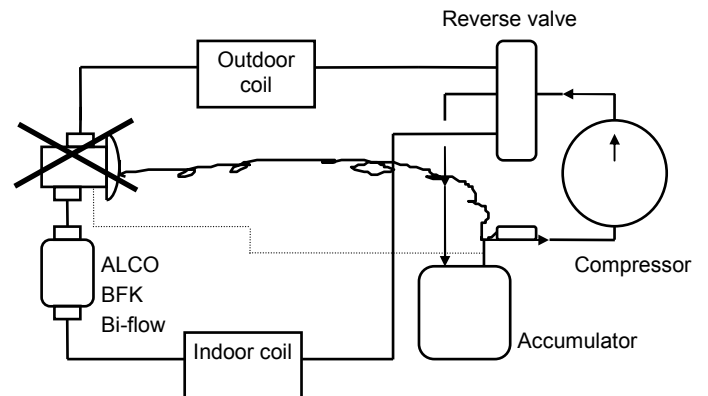 Reverse valve
Outdoor
coil
ALCO
BFK
Bi-flow
Compressor
Accumulator
Indoor coil